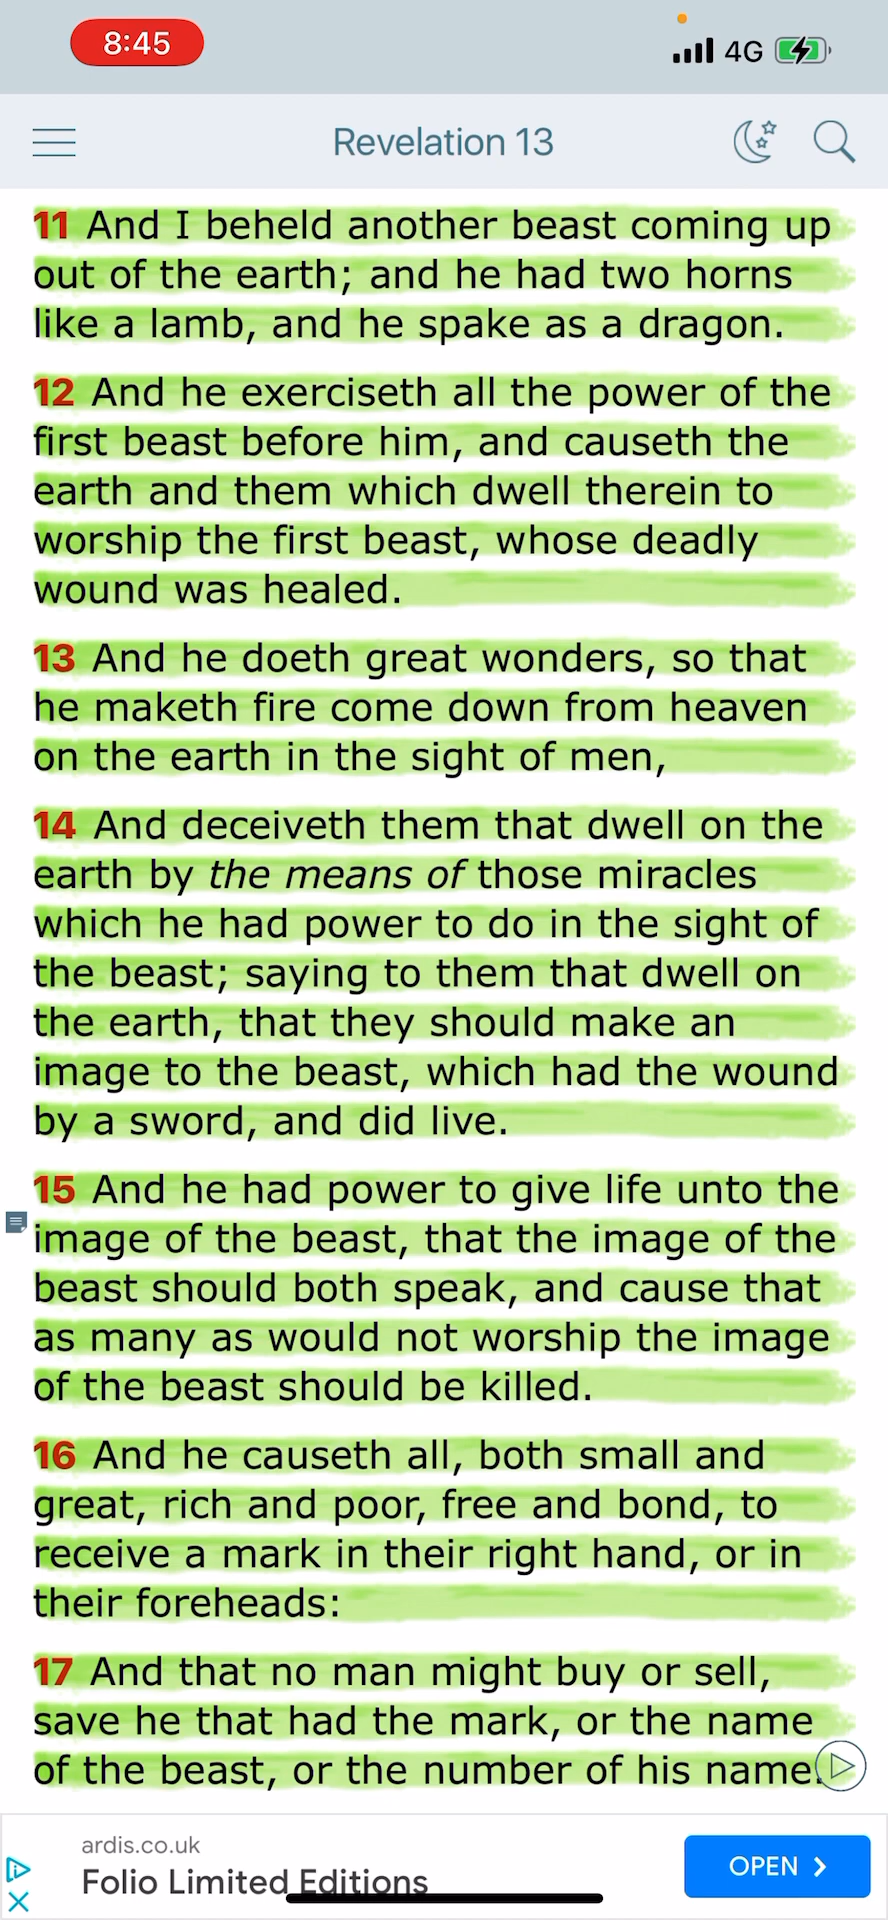 8:45
4G
Revelation 13
11 And I beheld another beast coming up
out of the earth; and he had two horns
like a lamb, and he spake as a dragon.
12 And he exerciseth all the power of the
first beast before him, and causeth the
earth and them which dwell therein to
worship the first beast, whose deadly
wound was healed.
13 And he doeth great wonders, so that
he maketh fire come down from heaven
on the earth in the sight of men,
14 And deceiveth them that dwell on the
earth by the means of those miracles
which he had power to do in the sight of
the beast; saying to them that dwell on
the earth, that they should make an
image to the beast, which had the wound
by a sword, and did live.
15 And he had power to give life unto the
image of the beast, that the image of the
beast should both speak, and cause that
as many as would not worship the image
of the beast should be killed.
16 And he causeth all, both small and
great, rich and poor, free and bond, to
receive a mark in their right hand, or in
their foreheads:
17 And that no man might buy or sell,
save he that had the mark, or the name
of the beast, or the number of his name.
ardis.co.uk
Folio Limited Editions
OPEN